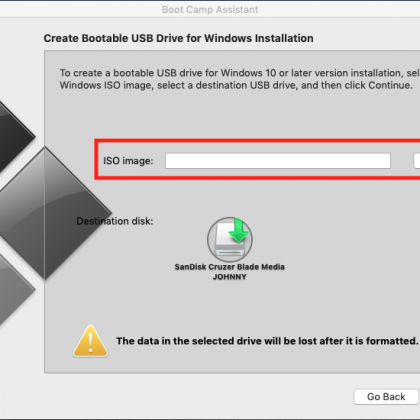 Boot Camp Assistant
Create Bootable USB Drive for Windows Installation
To create a bootable USB drive for Windows 10 or later version installation,
Windows ISO image, select a destination USB drive, and then click Continue.
ISO image:
Destination disk:
SanDisk Cruzer Blade Media
JOHNNY
The data in the selected drive will be lost after it is formatted.
Go Back